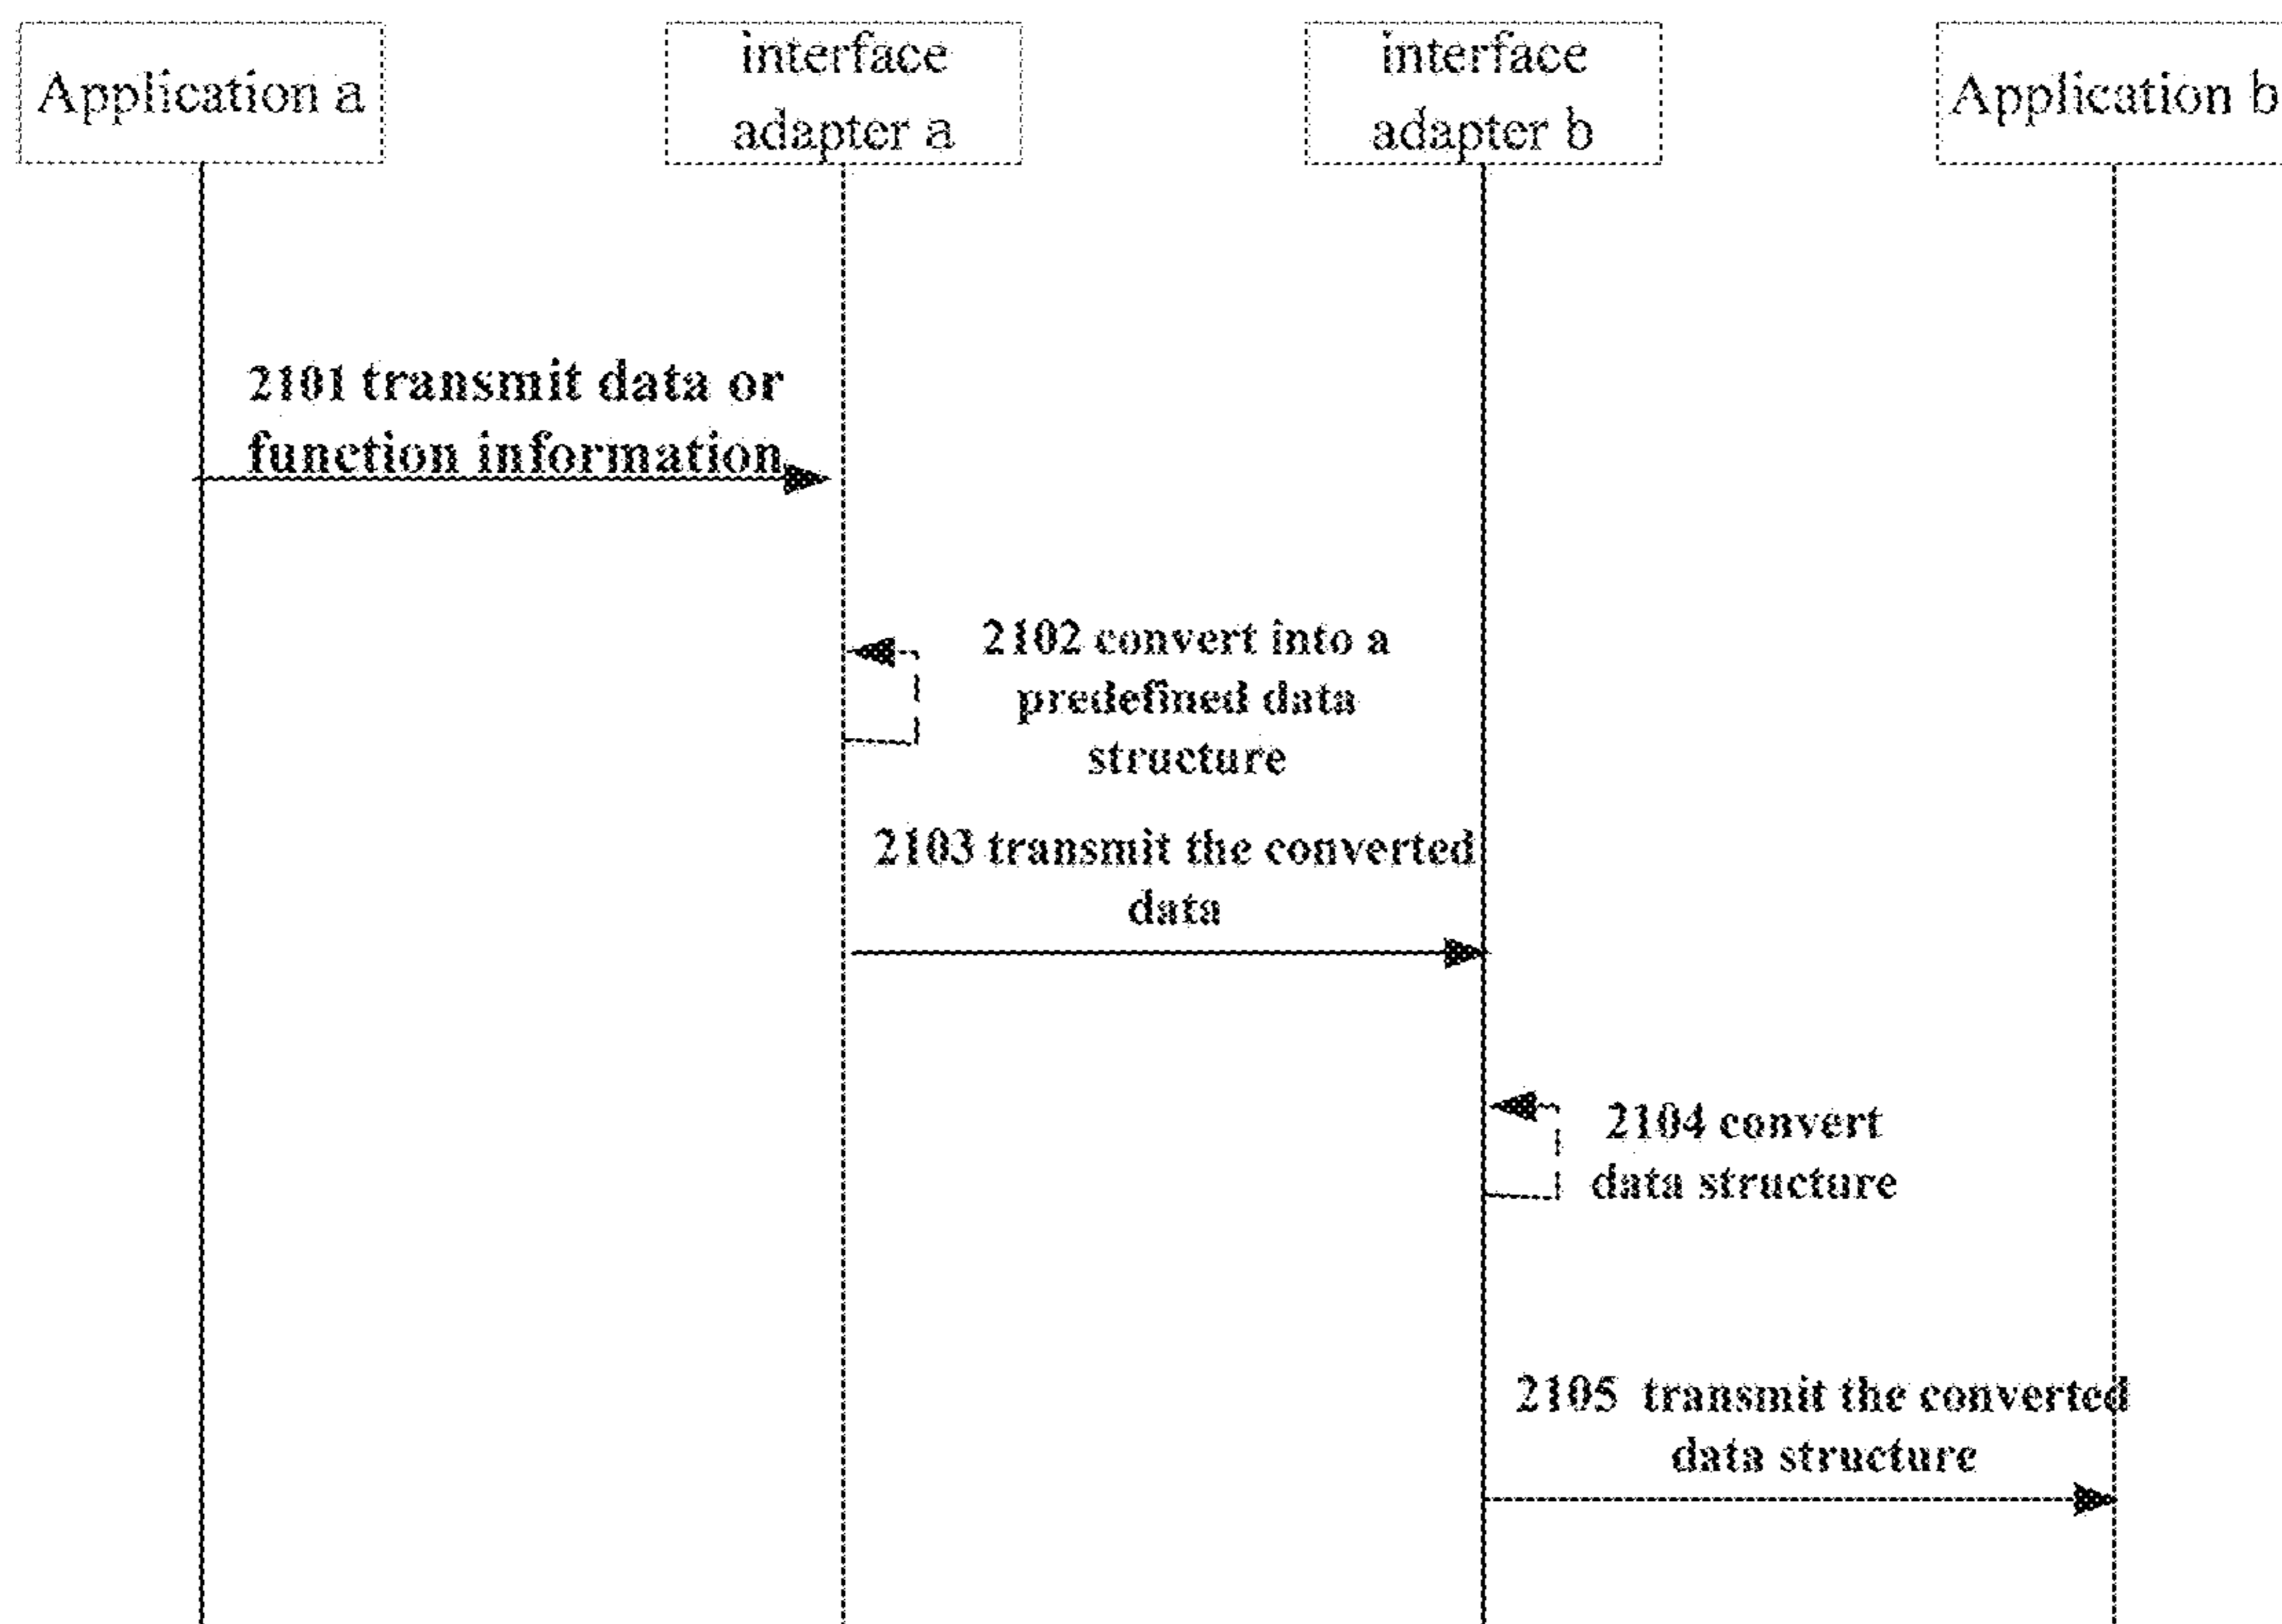 Application a
interface
adapter a
interface
adapter b
Application b
2101 transmit data or
function information
2102 convert into a
predefined data
structure
2103 transmit the converted
data
2104 convert
data structure
2105 transmit the converted
data structure